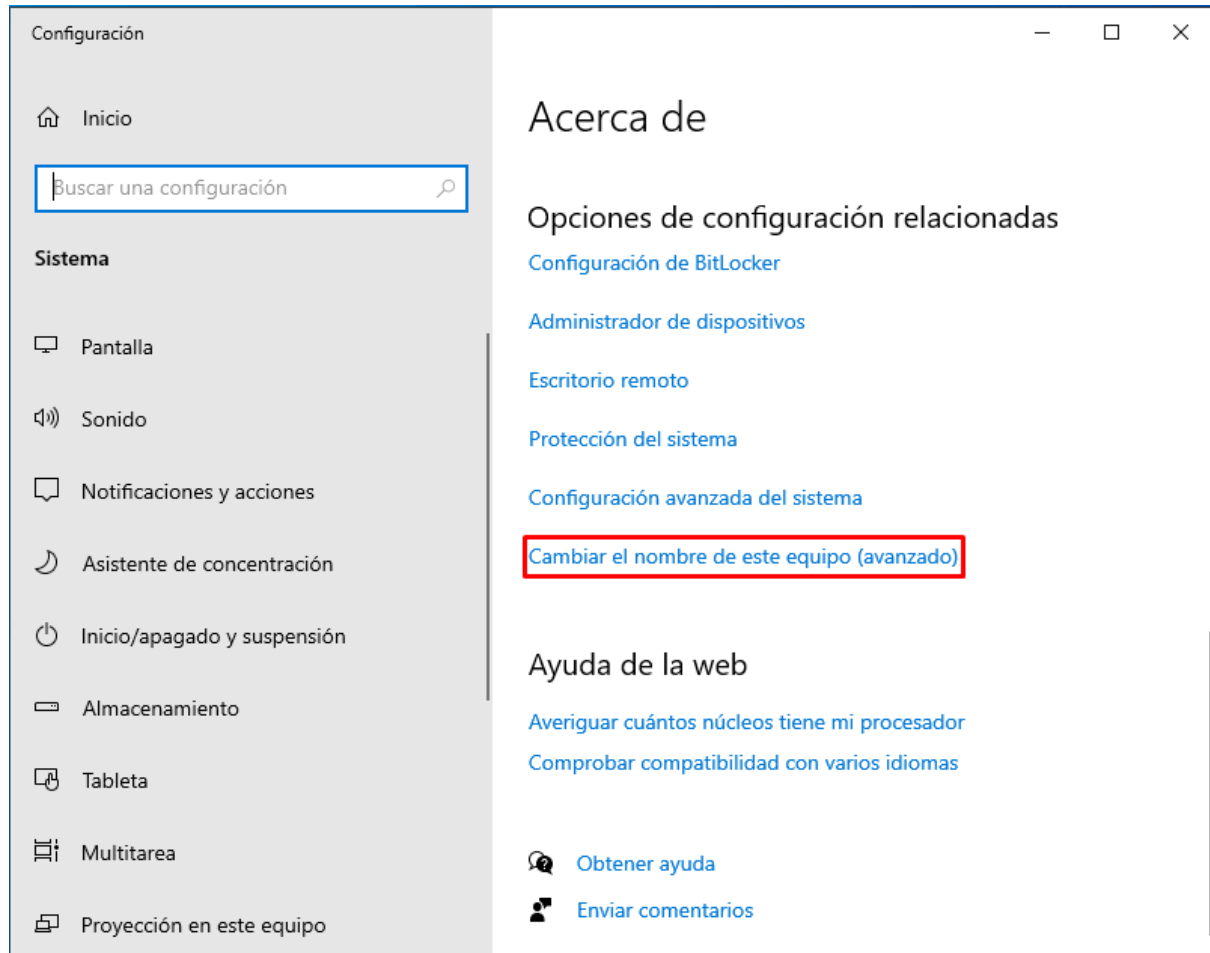 Configuración
Inicio
Buscar una configuración
Sistema
Pantalla
Sonido
Notificaciones y acciones
Asistente de concentración
Inicio/apagado y suspensión
Almacenamiento
Tableta
Multitarea
Proyección en este equipo
Acerca de
Opciones de configuración relacionadas
Configuración de BitLocker
Administrador de dispositivos
Escritorio remoto
Protección del sistema
Configuración avanzada del sistema
Cambiar el nombre de este equipo (avanzado)
Ayuda de la web
Averiguar cuántos núcleos tiene mi procesador
Comprobar compatibilidad con varios idiomas
Obtener ayuda
Enviar comentarios